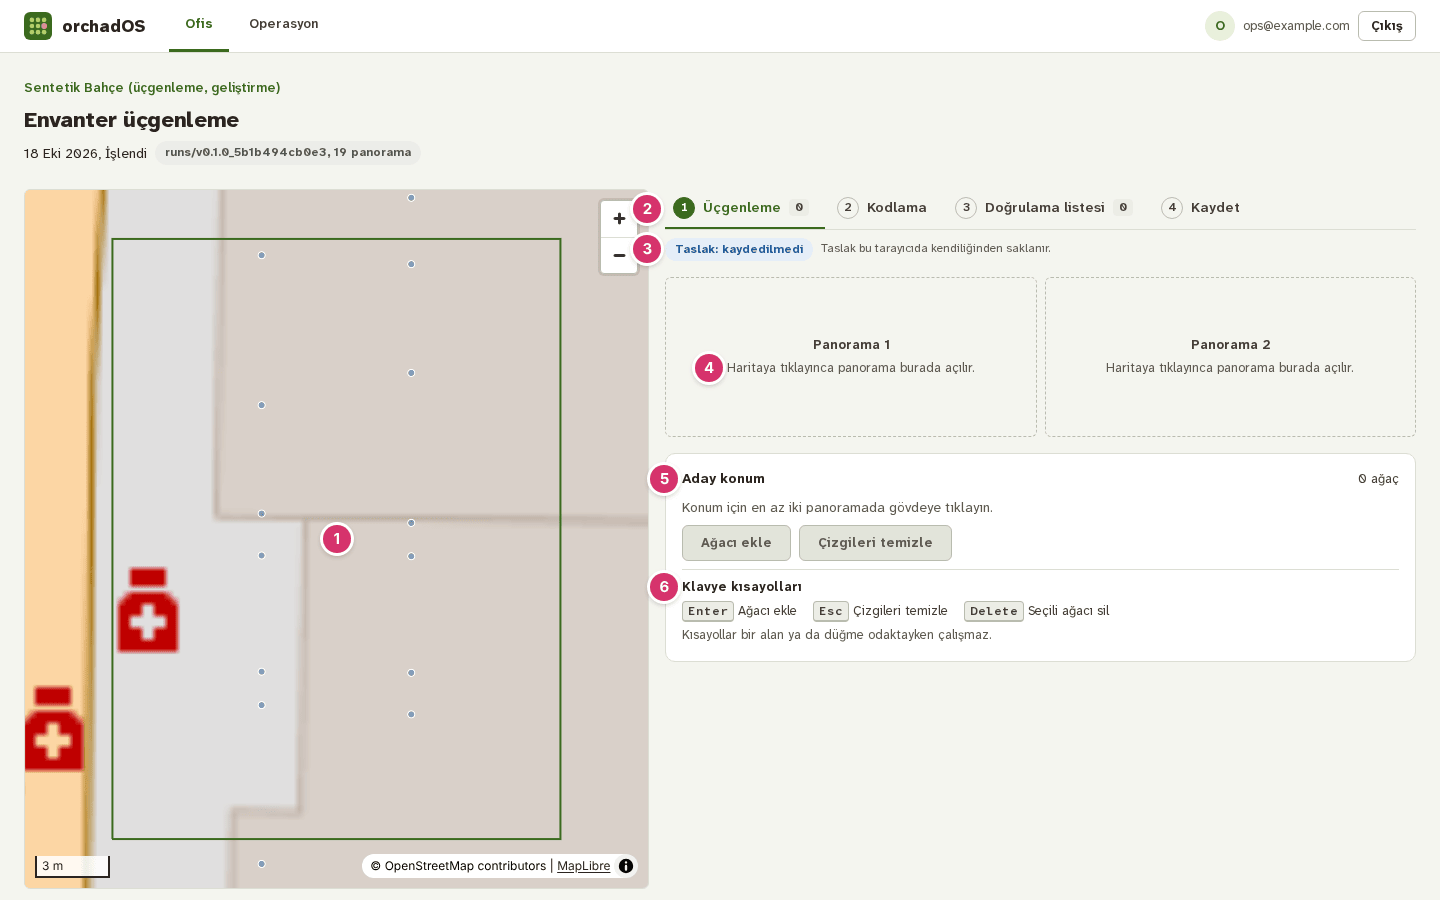 orchadOS
Ofis
Operasyon
O
ops@example.com
Çıkış
Sentetik Bahçe (üçgenleme, geliştirme)
Envanter üçgenleme
18 Eki 2026, İşlendi
runs/v0.1.0_5b1b494cb0e3, 19 panorama
+
−
1
3 m
© OpenStreetMap contributors | MapLibre
2
1 Üçgenleme 0
2 Kodlama
3 Doğrulama listesi 0
4 Kaydet
3
Taslak: kaydedilmedi
Taslak bu tarayıcıda kendiliğinden saklanır.
Panorama 1
4
Haritaya tıklayınca panorama burada açılır.
Panorama 2
Haritaya tıklayınca panorama burada açılır.
5
Aday konum
0 ağaç
Konum için en az iki panoramada gövdeye tıklayın.
Ağacı ekle
Çizgileri temizle
6
Klavye kısayolları
Enter Ağacı ekle
Esc Çizgileri temizle
Delete Seçili ağacı sil
Kısayollar bir alan ya da düğme odaktayken çalışmaz.